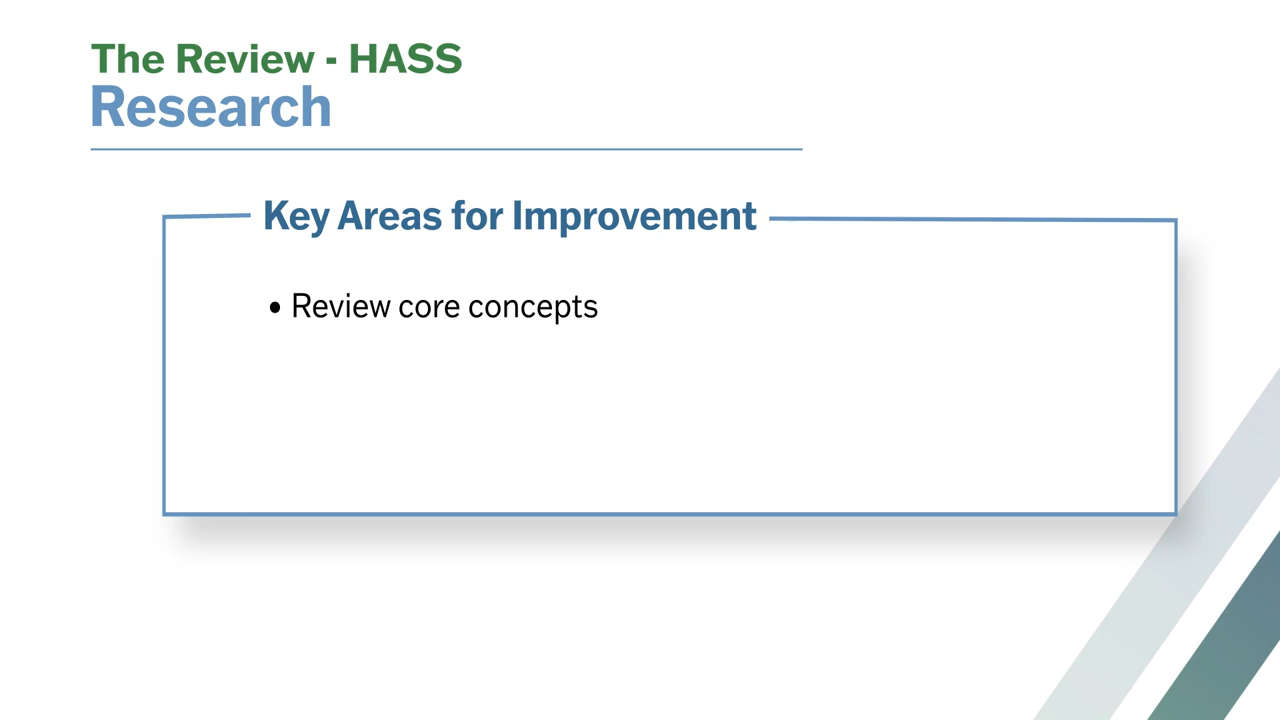 The Review - HASS
Research
Key Areas for Improvement
• Review core concepts